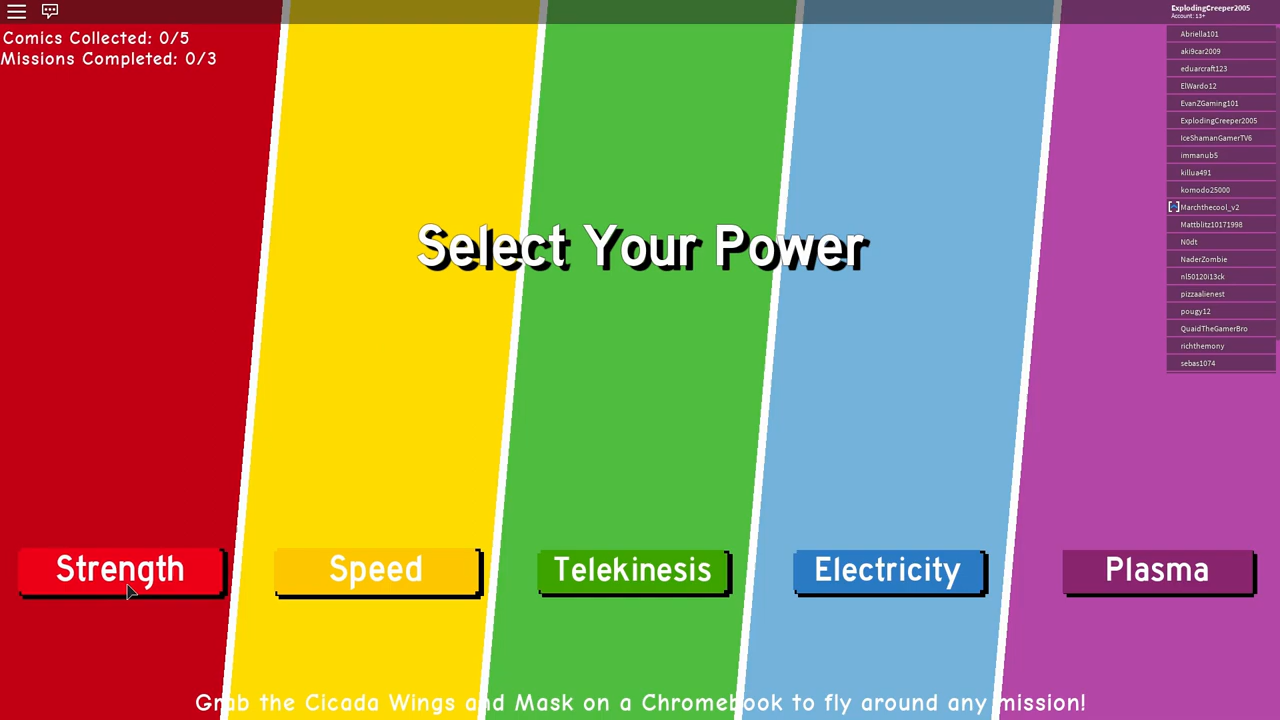 ExplodingCreeper2005
Account: 13+
Comics Collected: 0/5
Missions Completed: 0/3
Abriella101
aki9car2009
eduarcraft123
ElWardo12
EvanZGaming101
ExplodingCreeper2005
IceShamanGamerTV6
immanub5
killua491
komodo25000
Marchthecool_v2
Mattblitz10171998
N0dt
NaderZombie
nl50120i13ck
pizzaalienest
pougy12
QuaidTheGamerBro
richthemony
sebas1074
Select Your Power
Strength
Speed
Telekinesis
Electricity
Plasma
Grab the Cicada Wings and Mask on a Chromebook to fly around any mission!